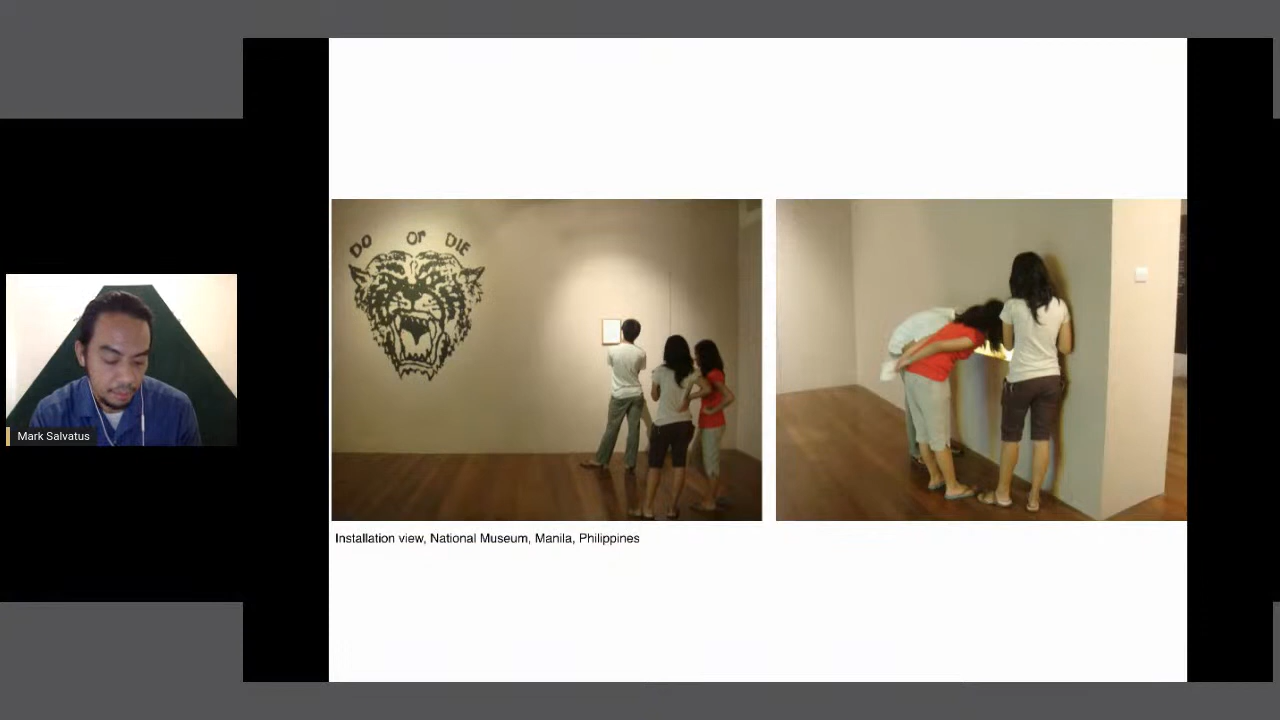 DO or DIE
Mark Salvatus
Installation view, National Museum, Manila, Philippines